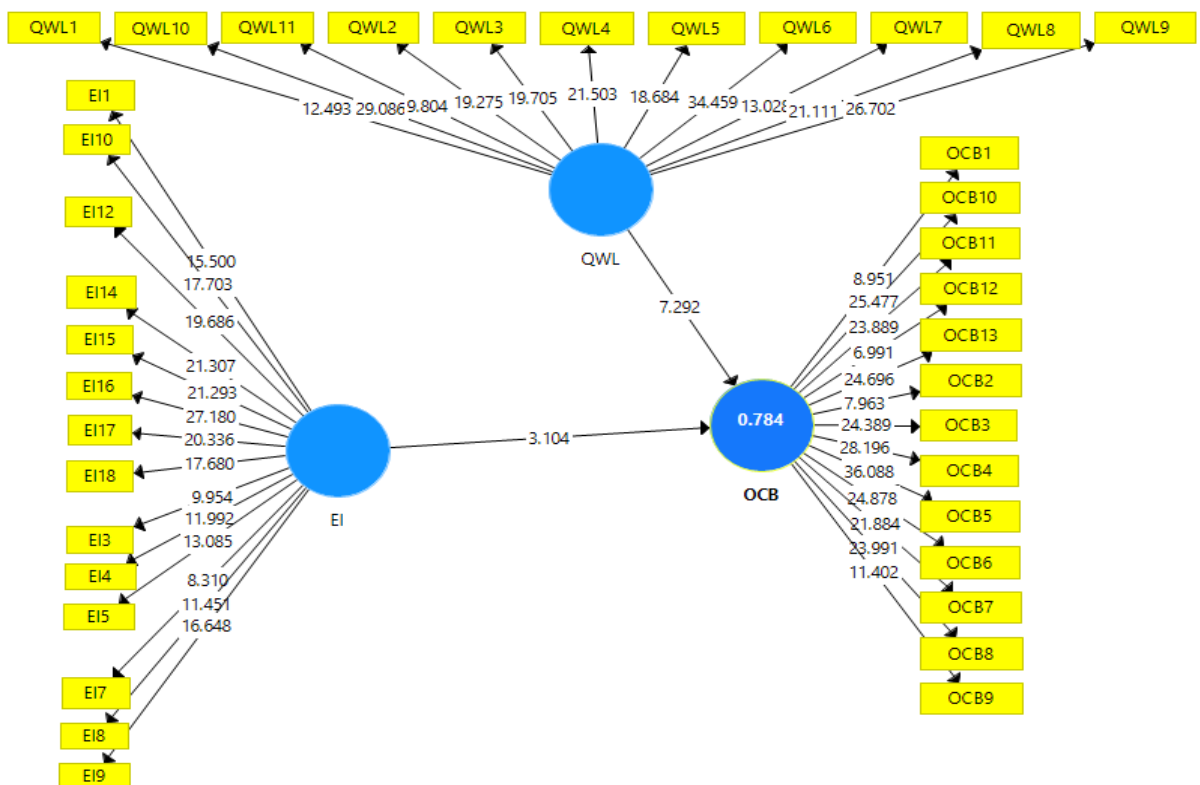 QWL1
QWL10
QWL11
QWL2
QWL3
QWL4
QWL5
QWL6
QWL7
QWL8
QWL9
12.493
29.086
9.804
19.275
19.705
21.503
18.684
34.459
13.028
21.111
26.702
QWL
7.292
EI1
EI10
EI12
EI14
EI15
EI16
EI17
EI18
EI3
EI4
EI5
EI7
EI8
EI9
15.500
17.703
19.686
21.307
21.293
27.180
20.336
17.680
9.954
11.992
13.085
8.310
11.451
16.648
EI
3.104
0.784
OCB
8.951
25.477
23.889
6.991
24.696
7.963
24.389
28.196
36.088
24.878
21.884
23.991
11.402
OCB1
OCB10
OCB11
OCB12
OCB13
OCB2
OCB3
OCB4
OCB5
OCB6
OCB7
OCB8
OCB9